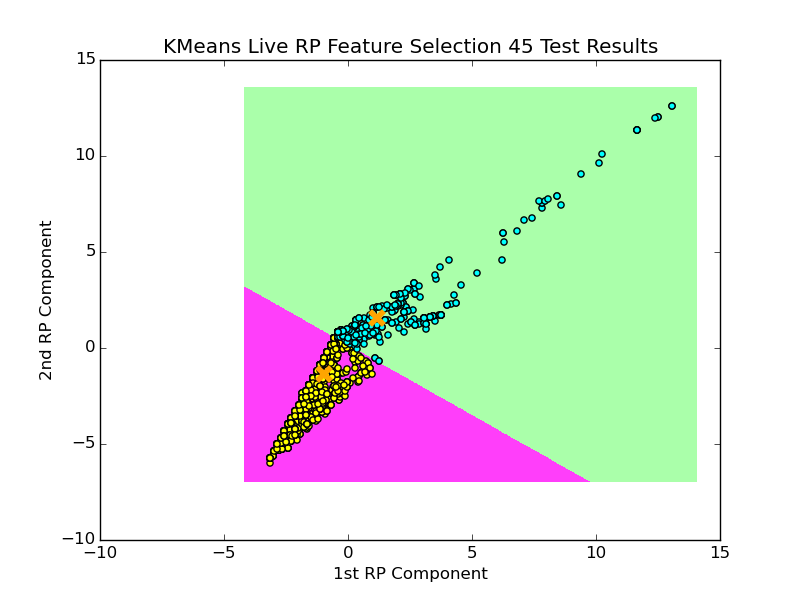 KMeans Live RP Feature Selection 45 Test Results
15
10
5
0
−5
−10
−10 −5 0 5 10 15
2nd RP Component
1st RP Component